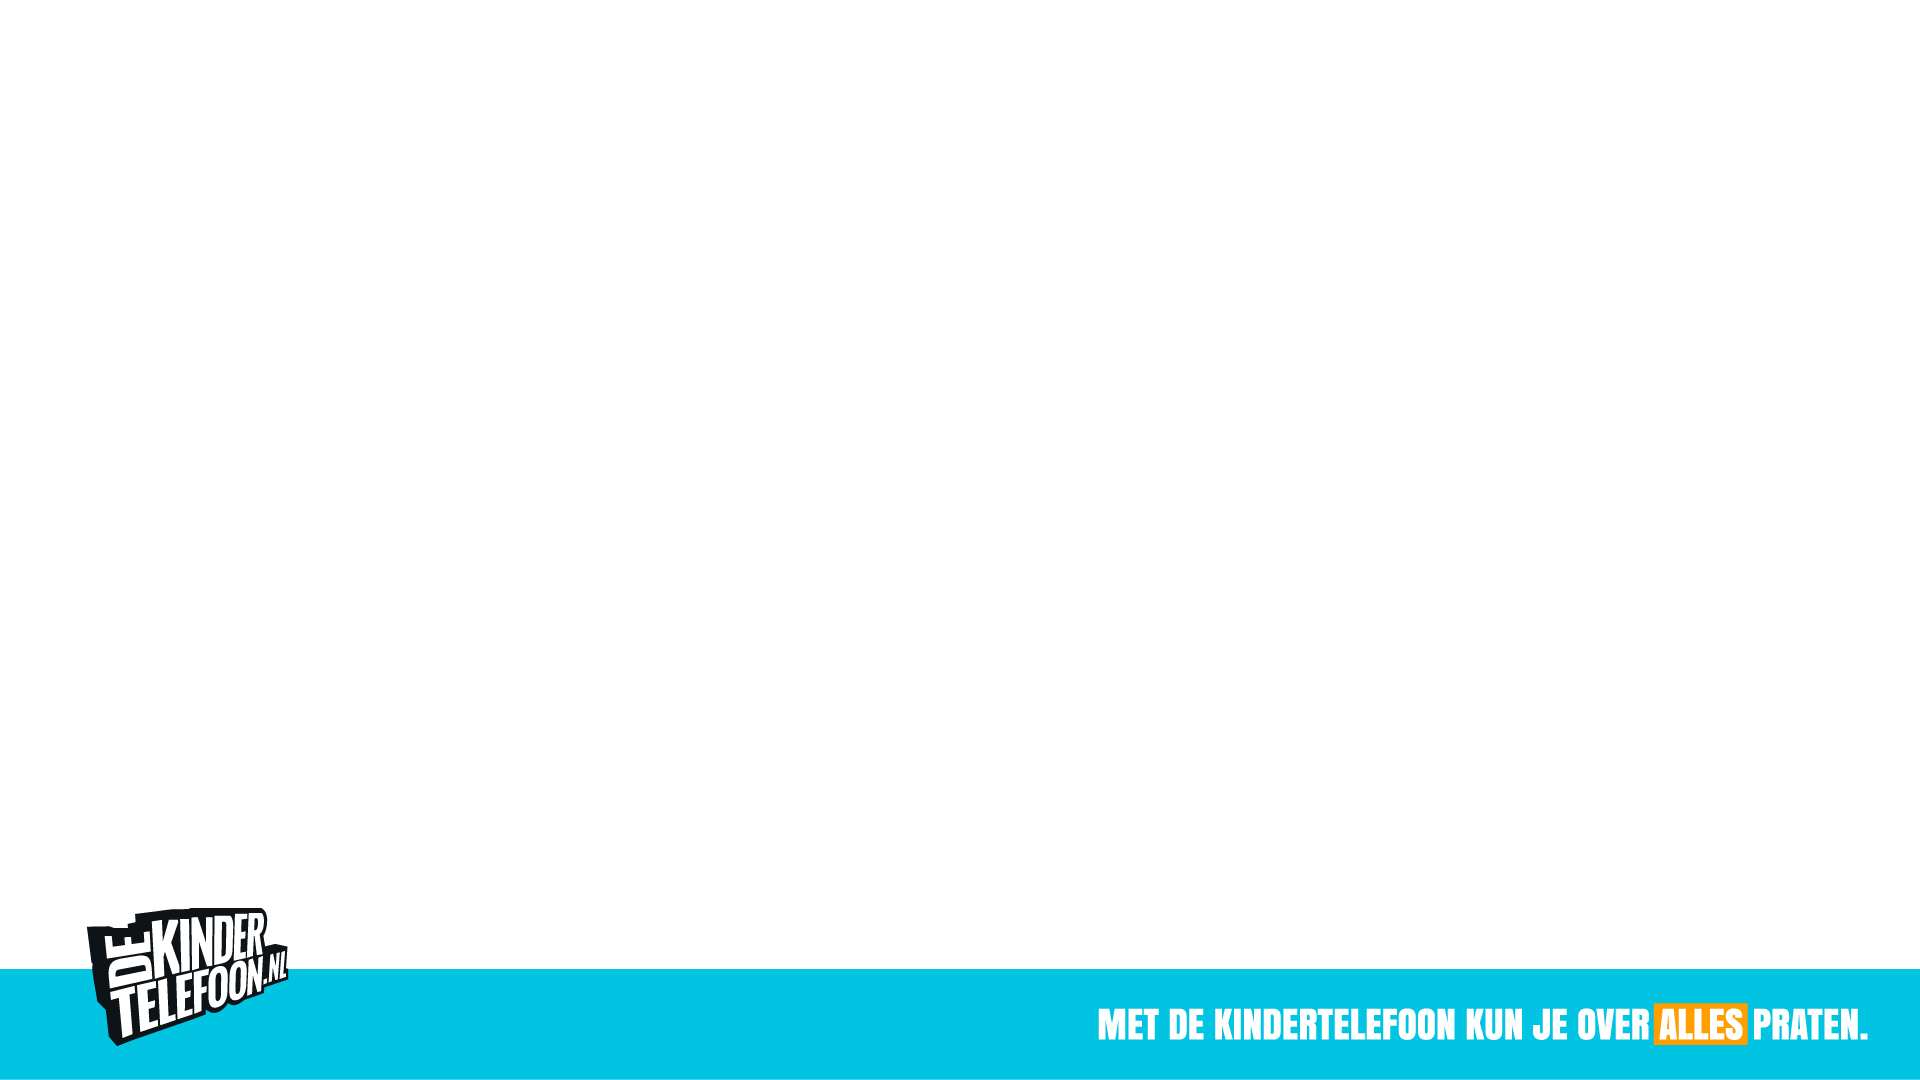 DE KINDER
TELEFOON.NL
MET DE KINDERTELEFOON KUN JE OVER ALLES PRATEN.